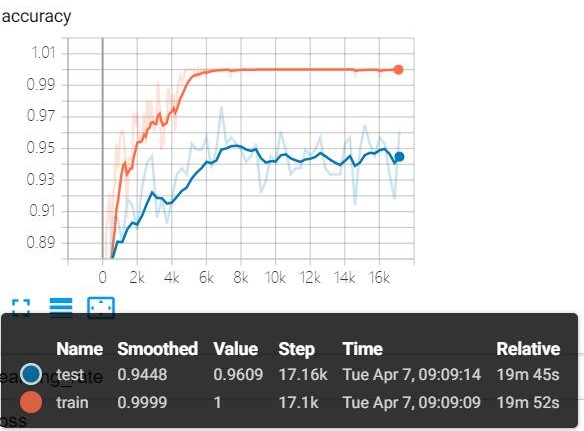 accuracy
1.01
0.99
0.97
0.95
0.93
0.91
0.89
0 2k 4k 6k 8k 10k 12k 14k 16k
Name Smoothed Value Step Time Relative
test 0.9448 0.9609 17.16k Tue Apr 7, 09:09:14 19m 45s
train 0.9999 1 17.1k Tue Apr 7, 09:09:09 19m 52s